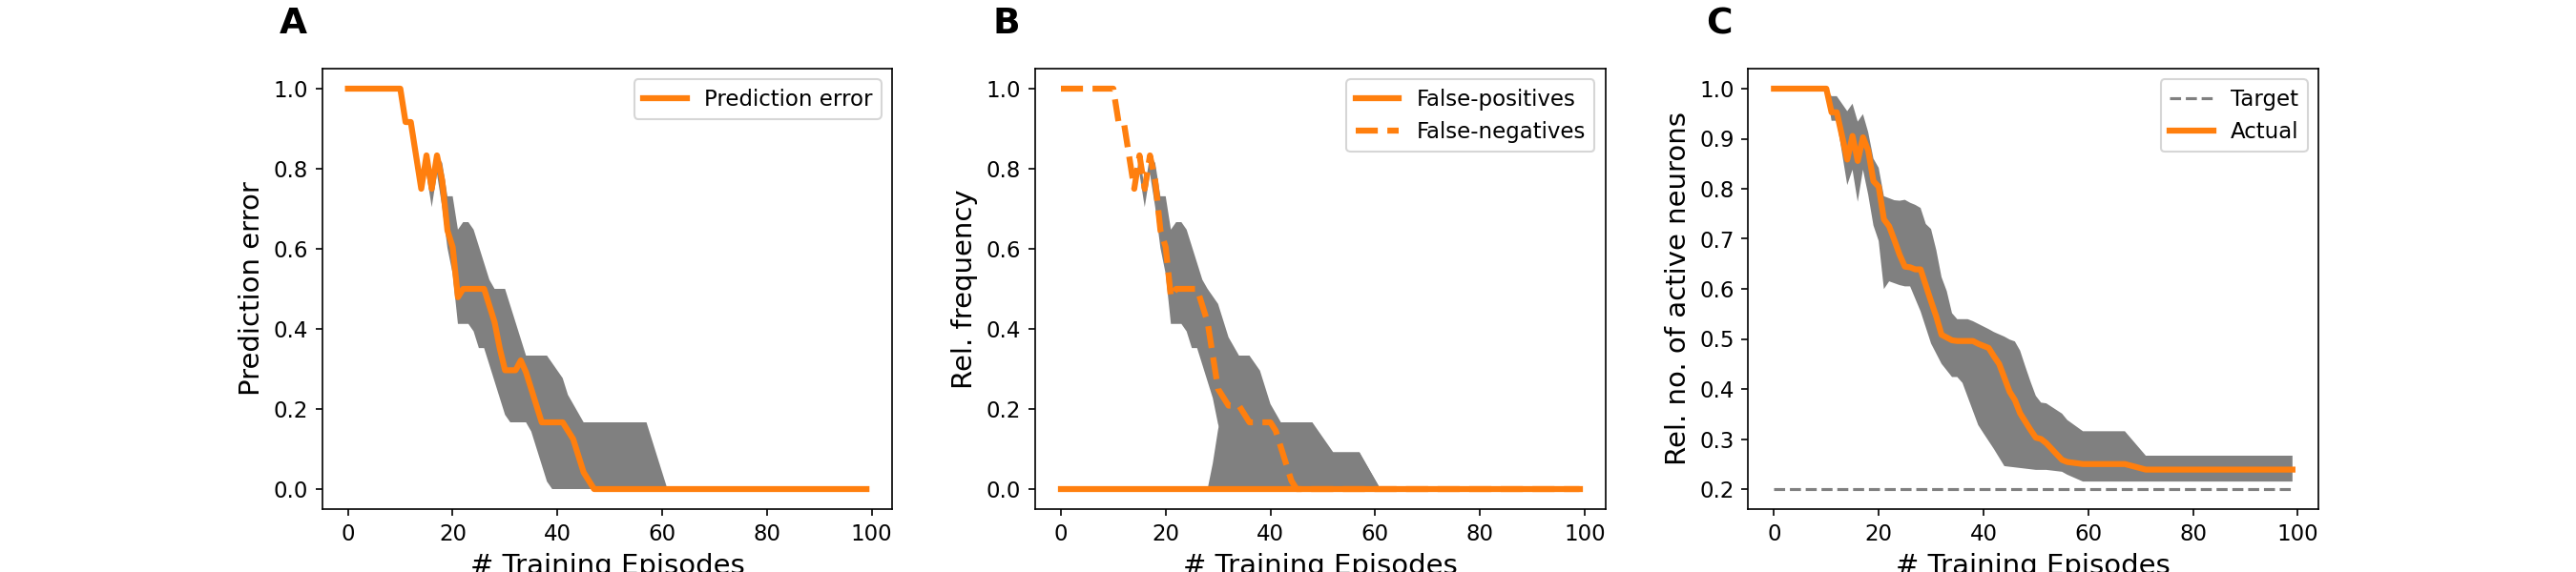 A
Prediction error
1.0
0.8
0.6
0.4
0.2
0.0
Prediction error
0 20 40 60 80 100
# Training Episodes
B
Rel. frequency
1.0
0.8
0.6
0.4
0.2
0.0
False-positives
False-negatives
0 20 40 60 80 100
# Training Episodes
C
Rel. no. of active neurons
1.0
0.9
0.8
0.7
0.6
0.5
0.4
0.3
0.2
Target
Actual
0 20 40 60 80 100
# Training Episodes